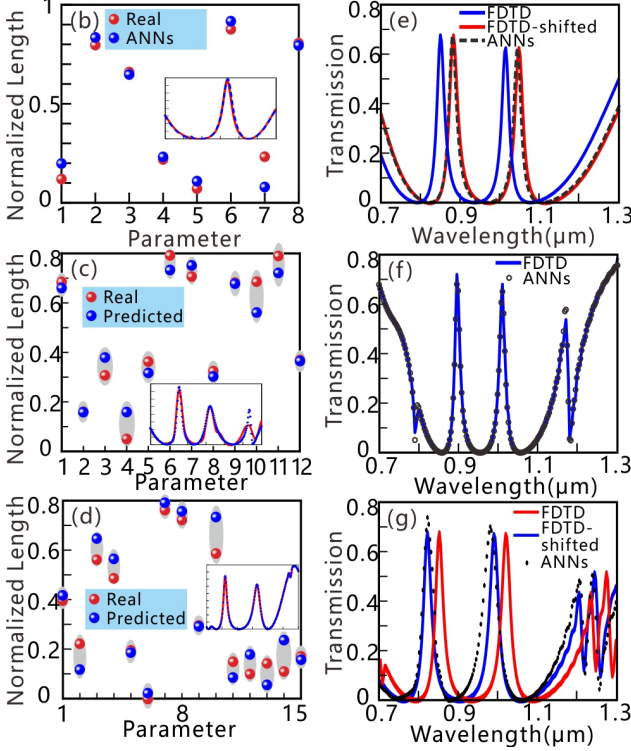 (b)
Real
ANNs
Normalized Length
1
0.5
0
1 2 3 4 5 6 7 8
Parameter
(e)
FDTD
FDTD-shifted
ANNs
Transmission
0.8
0.6
0.4
0.2
0
0.7 0.9 1.1 1.3
Wavelength(μm)
(c)
Real
Predicted
Normalized Length
0.8
0.6
0.4
0.2
0
1 2 3 4 5 6 7 8 9 10 11 12
Parameter
(f)
FDTD
ANNs
Transmission
0.8
0.6
0.4
0.2
0
0.7 0.9 1.1 1.3
Wavelength(μm)
(d)
Real
Predicted
Normalized Length
0.8
0.6
0.4
0.2
0
1 8 15
Parameter
(g)
FDTD
FDTD-
shifted
ANNs
Transmission
0.8
0.6
0.4
0.2
0
0.7 0.9 1.1 1.3
Wavelength(μm)